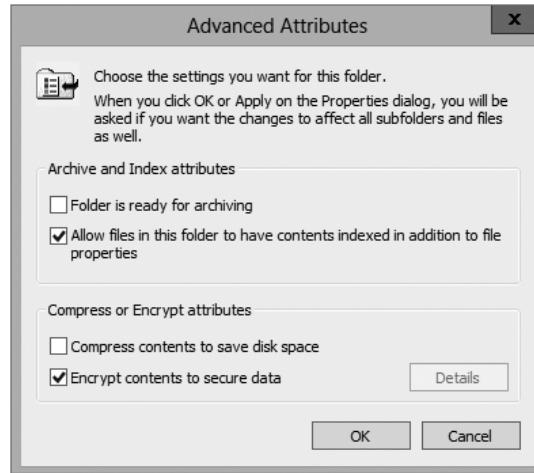 Advanced Attributes
x
Choose the settings you want for this folder.
When you click OK or Apply on the Properties dialog, you will be
asked if you want the changes to affect all subfolders and files
as well.
Archive and Index attributes
Folder is ready for archiving
Allow files in this folder to have contents indexed in addition to file
properties
Compress or Encrypt attributes
Compress contents to save disk space
Encrypt contents to secure data
Details
OK
Cancel